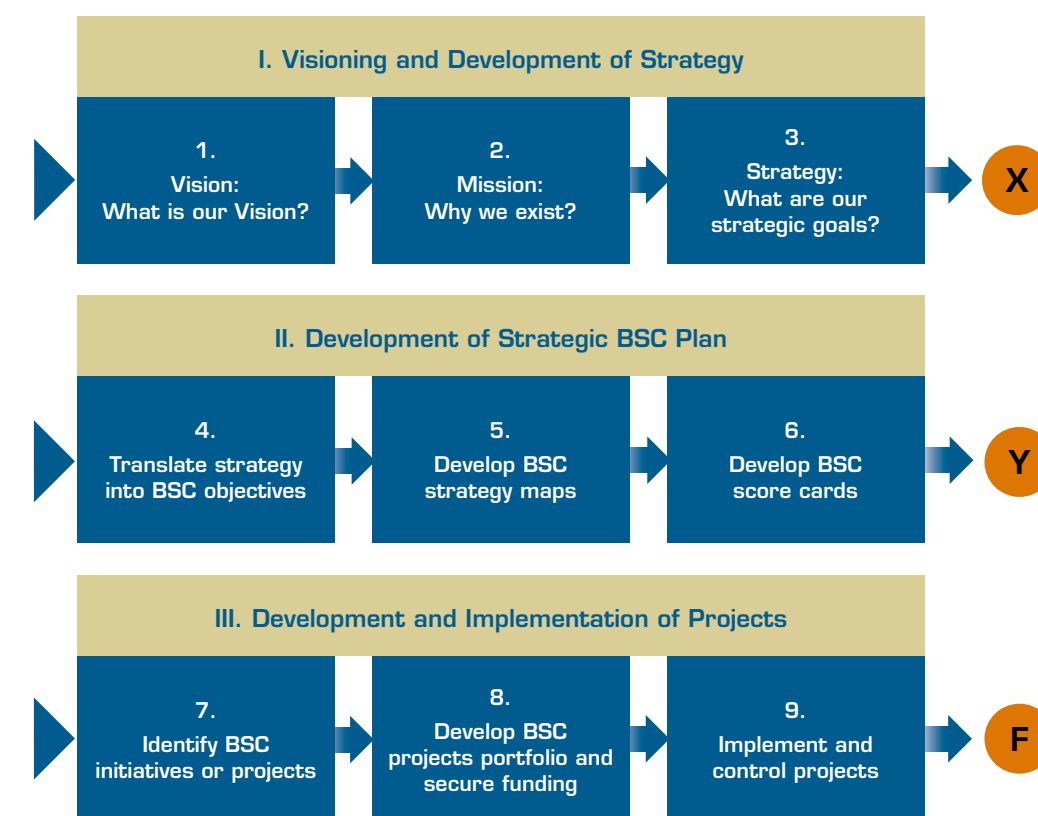 I. Visioning and Development of Strategy
1.
Vision:
What is our Vision?
2.
Mission:
Why we exist?
3.
Strategy:
What are our
strategic goals?
X
II. Development of Strategic BSC Plan
4.
Translate strategy
into BSC objectives
5.
Develop BSC
strategy maps
6.
Develop BSC
score cards
Y
III. Development and Implementation of Projects
7.
Identify BSC
initiatives or projects
8.
Develop BSC
projects portfolio and
secure funding
9.
Implement and
control projects
F